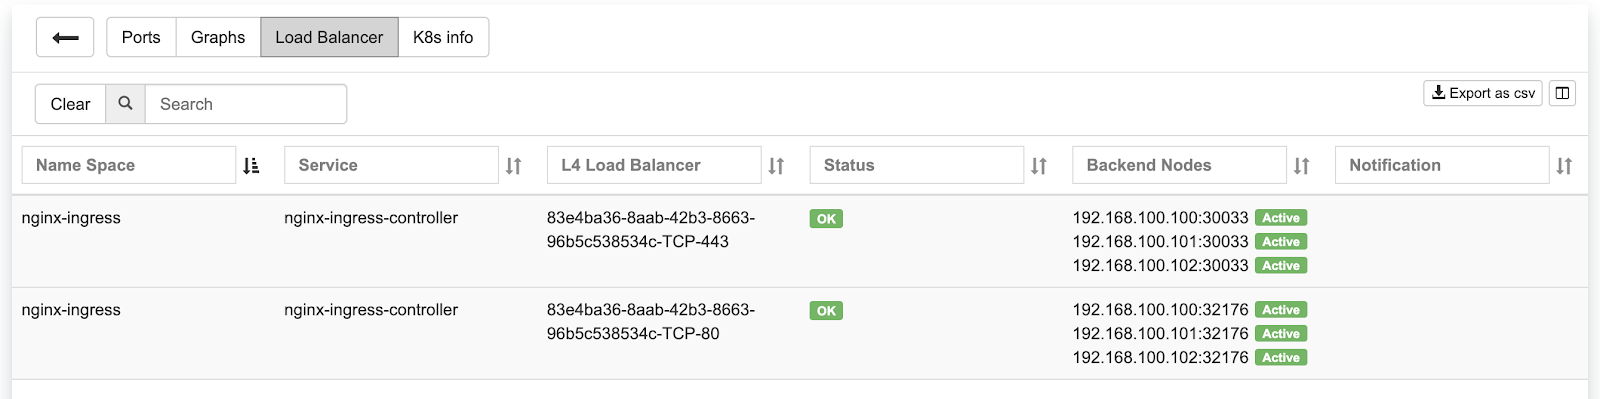 Ports Graphs Load Balancer K8s info
Clear Search Export as csv
Name Space Service L4 Load Balancer Status Backend Nodes Notification
nginx-ingress nginx-ingress-controller 83e4ba36-8aab-42b3-8663- OK 192.168.100.100:30033 Active
96b5c538534c-TCP-443 192.168.100.101:30033 Active
192.168.100.102:30033 Active
nginx-ingress nginx-ingress-controller 83e4ba36-8aab-42b3-8663- OK 192.168.100.100:32176 Active
96b5c538534c-TCP-80 192.168.100.101:32176 Active
192.168.100.102:32176 Active